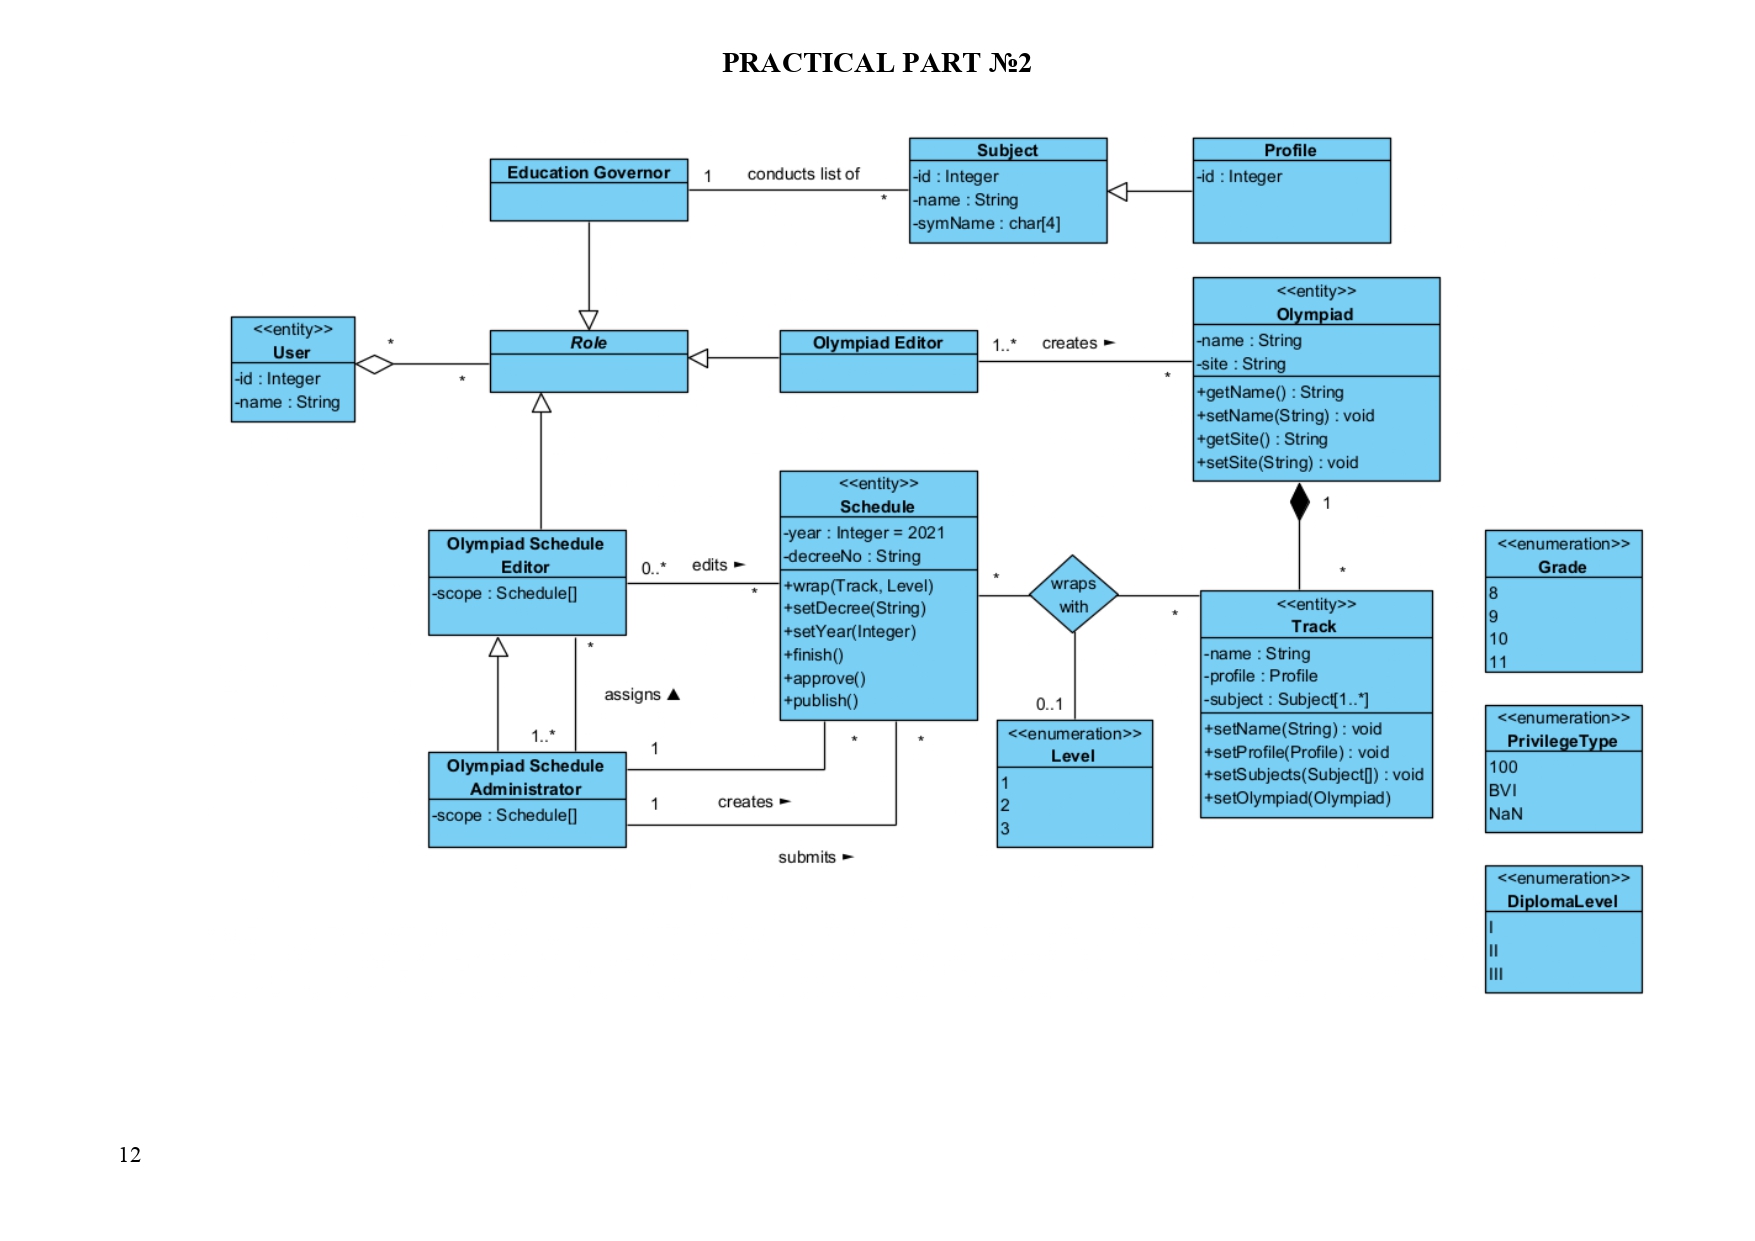 PRACTICAL PART №2
Education Governor
1
conducts list of
*
Subject
-id : Integer
-name : String
-symName : char[4]
Profile
-id : Integer
<<entity>>
User
-id : Integer
-name : String
*
*
Role
Olympiad Editor
1..*
creates ►
*
<<entity>>
Olympiad
-name : String
-site : String
+getName() : String
+setName(String) : void
+getSite() : String
+setSite(String) : void
1
*
Olympiad Schedule
Editor
-scope : Schedule[]
0..*
edits ►
*
<<entity>>
Schedule
-year : Integer = 2021
-decreeNo : String
+wrap(Track, Level)
+setDecree(String)
+setYear(Integer)
+finish()
+approve()
+publish()
*
wraps
with
*
0..1
<<entity>>
Track
-name : String
-profile : Profile
-subject : Subject[1..*]
+setName(String) : void
+setProfile(Profile) : void
+setSubjects(Subject[]) : void
+setOlympiad(Olympiad)
<<enumeration>>
Grade
8
9
10
11
*
assigns ▲
1..*
Olympiad Schedule
Administrator
-scope : Schedule[]
1
*
*
1
creates ►
submits ►
<<enumeration>>
Level
1
2
3
<<enumeration>>
PrivilegeType
100
BVI
NaN
<<enumeration>>
DiplomaLevel
I
II
III
12